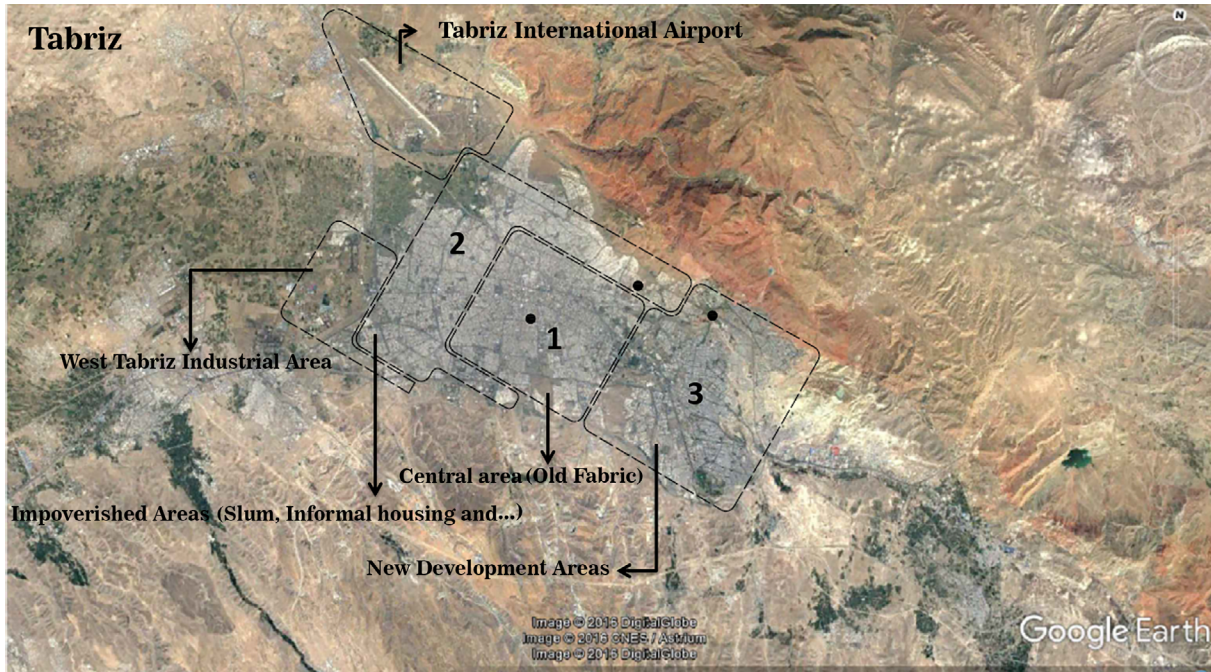 Tabriz
Tabriz International Airport
N
2
1
3
West Tabriz Industrial Area
Central area (Old Fabric)
Impoverished Areas (Slum, Informal housing and...)
New Development Areas
Image © 2016 DigitalGlobe
Image © 2016 CNES / Astrium
Image © 2016 DigitalGlobe
Google Earth